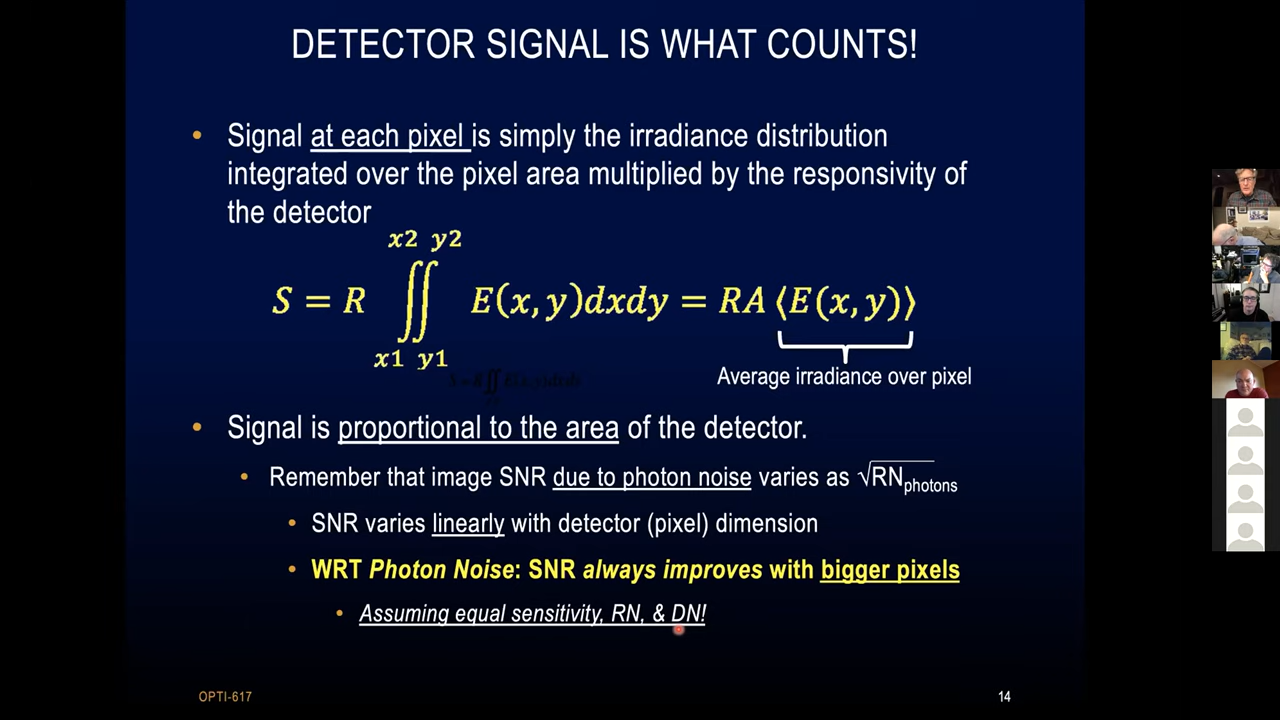 DETECTOR SIGNAL IS WHAT COUNTS!
• Signal at each pixel is simply the irradiance distribution
integrated over the pixel area multiplied by the responsivity of
the detector
x2 y2
S = R ∬ E(x, y)dxdy = RA ⟨E(x, y)⟩
x1 y1
Average irradiance over pixel
• Signal is proportional to the area of the detector.
• Remember that image SNR due to photon noise varies as √RNphotons
• SNR varies linearly with detector (pixel) dimension
• WRT Photon Noise: SNR always improves with bigger pixels
• Assuming equal sensitivity, RN, & DN!
OPTI-617
14